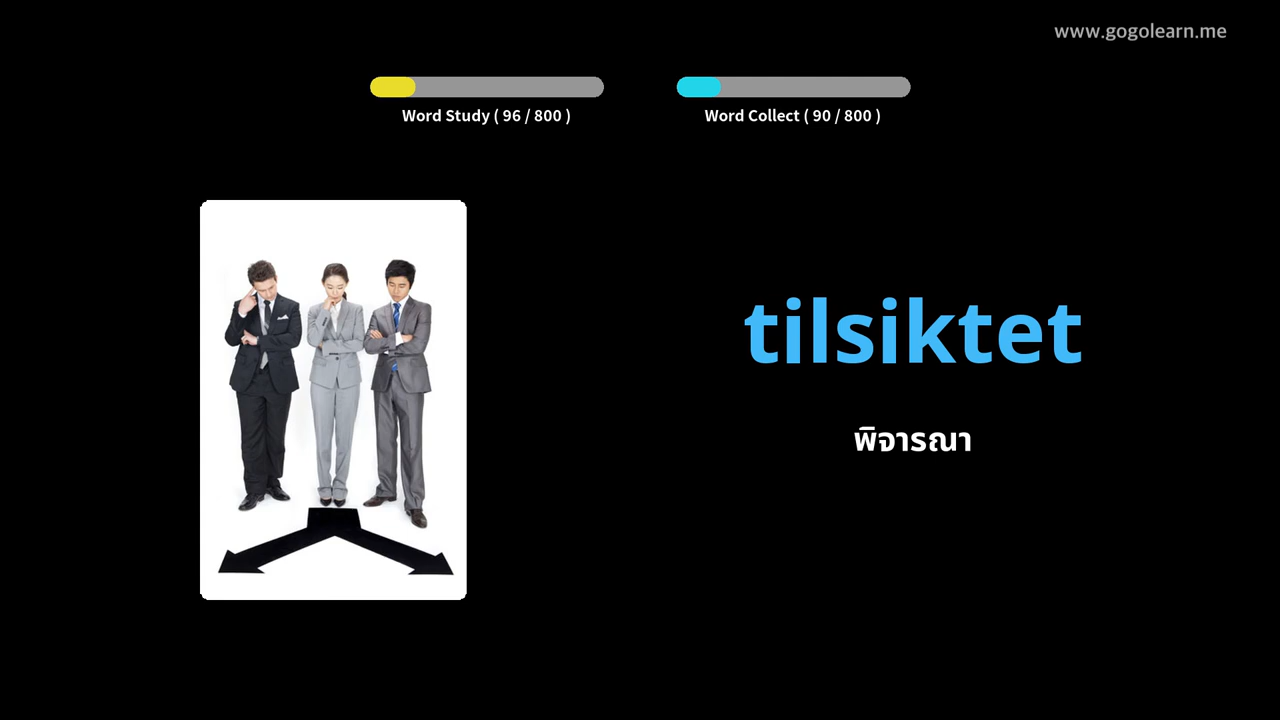 www.gogolearn.me
Word Study ( 96 / 800 )
Word Collect ( 90 / 800 )
tilsiktet
พิจารณา